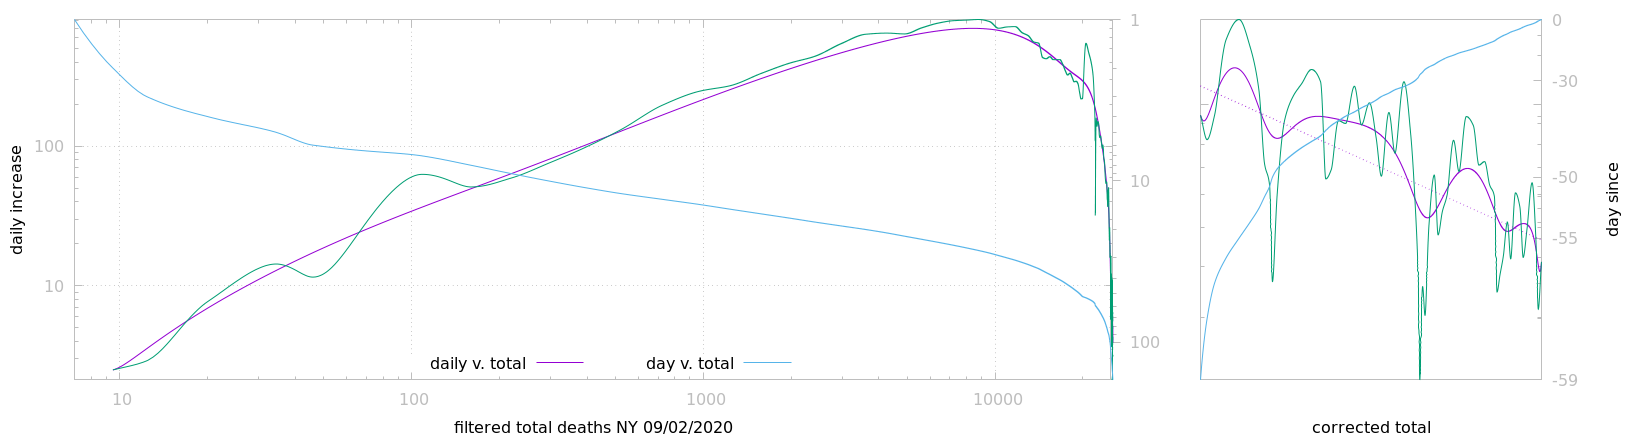 daily increase
100
10
daily v. total
day v. total
10
100
1000
10000
filtered total deaths NY 09/02/2020
1
10
100
0
-30
-50
-55
-59
day since
corrected total